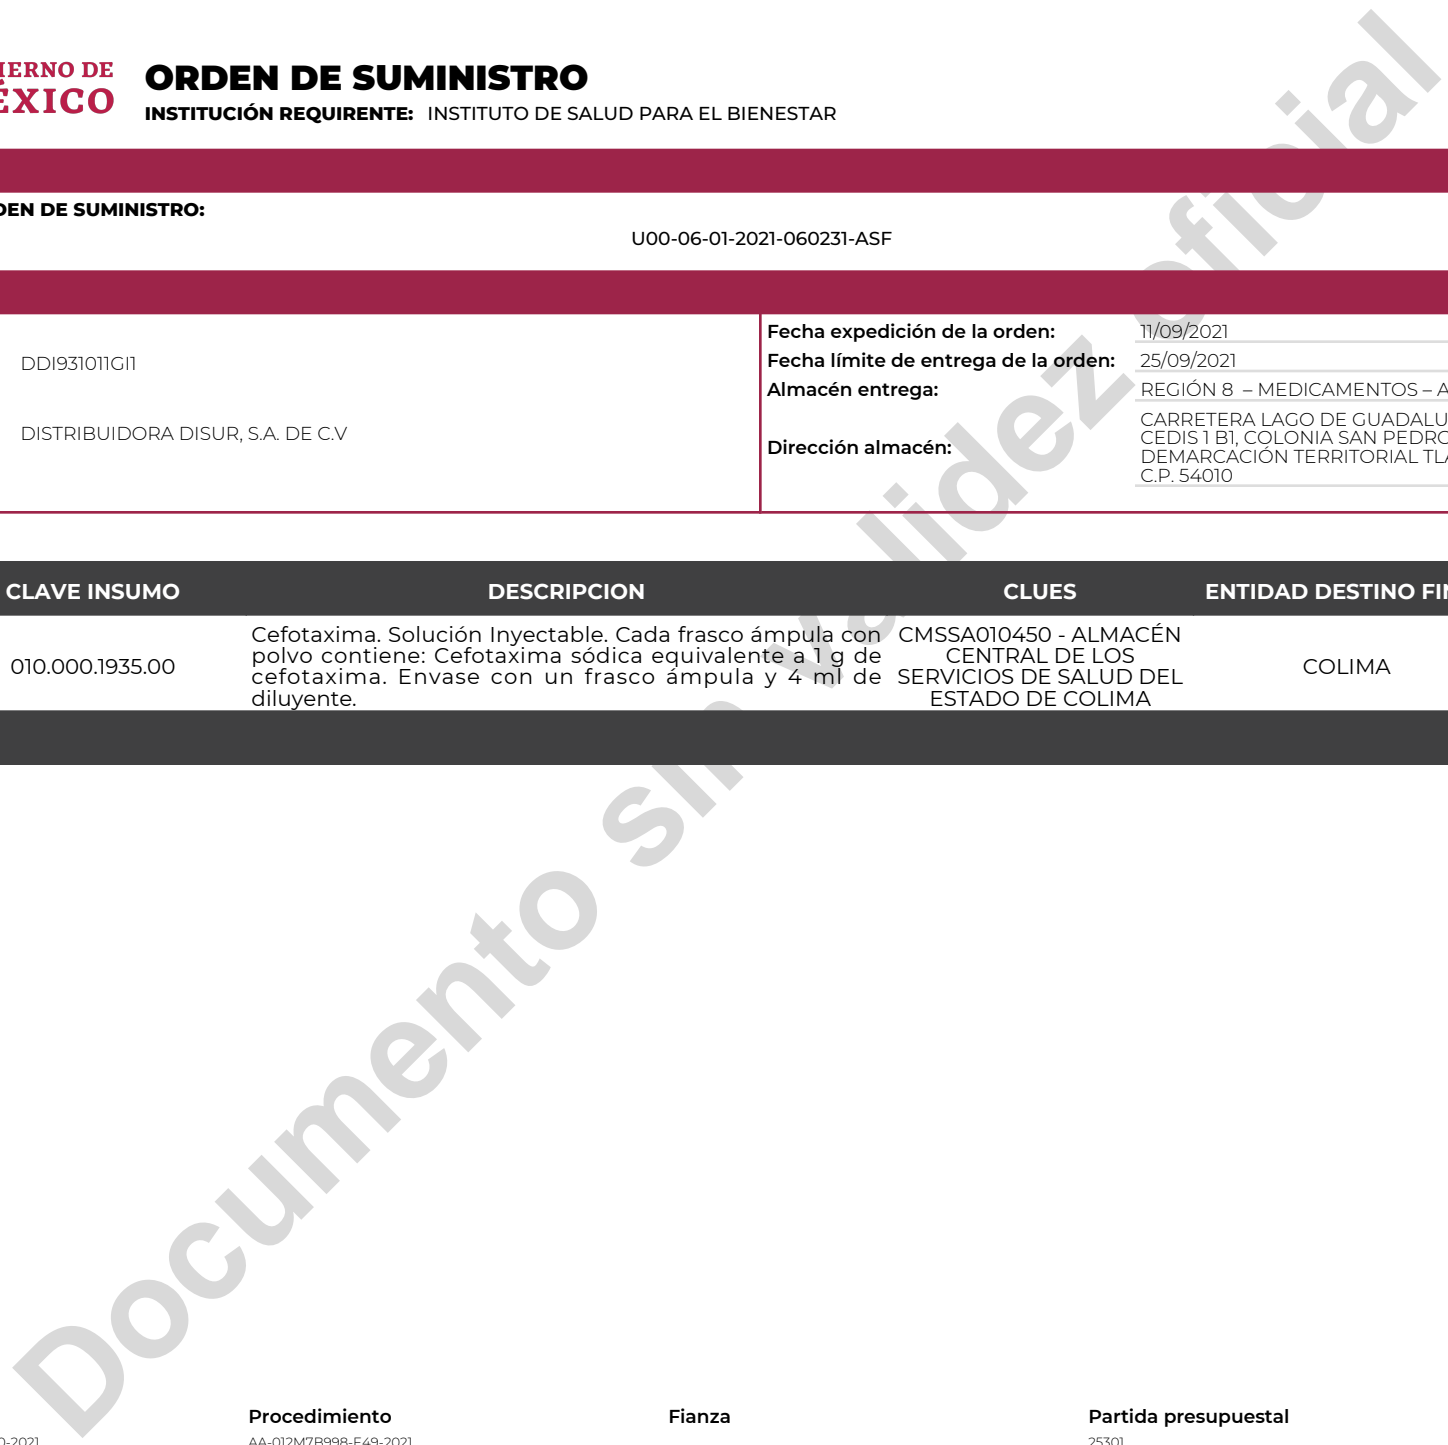 IERNO DE
ÉXICO
ORDEN DE SUMINISTRO
INSTITUCIÓN REQUIRENTE: INSTITUTO DE SALUD PARA EL BIENESTAR
DEN DE SUMINISTRO:
U00-06-01-2021-060231-ASF
DDI931011GI1
DISTRIBUIDORA DISUR, S.A. DE C.V
Fecha expedición de la orden: 11/09/2021
Fecha límite de entrega de la orden: 25/09/2021
Almacén entrega: REGIÓN 8 – MEDICAMENTOS – A
Dirección almacén:
CARRETERA LAGO DE GUADALU
CEDIS 1 B1, COLONIA SAN PEDRO
DEMARCACIÓN TERRITORIAL TLA
C.P. 54010
CLAVE INSUMO DESCRIPCION CLUES ENTIDAD DESTINO FIN
010.000.1935.00
Cefotaxima. Solución Inyectable. Cada frasco ámpula con
polvo contiene: Cefotaxima sódica equivalente a 1 g de
cefotaxima. Envase con un frasco ámpula y 4 ml de
diluyente.
CMSSA010450 - ALMACÉN
CENTRAL DE LOS
SERVICIOS DE SALUD DEL
ESTADO DE COLIMA
COLIMA
Documento sin validez oficial
Procedimiento Fianza Partida presupuestal
0-2021 AA-012M7B998-E49-2021 25301